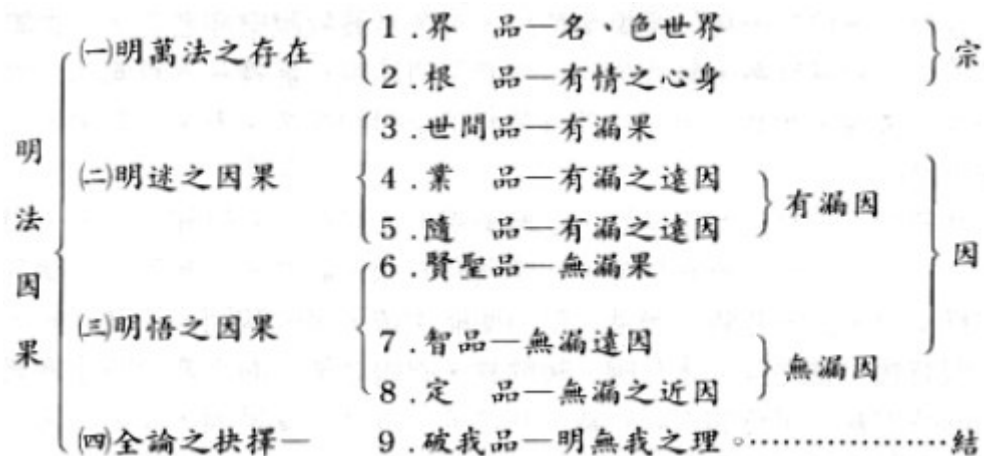 明法因果
㈠明萬法之存在
1.界　品—名、色世界
2.根　品—有情之心身
宗
㈡明迷之因果
3.世間品—有漏果
4.業　品—有漏之遠因
5.隨　品—有漏之遠因
有漏因
㈢明悟之因果
6.賢聖品—無漏果
7.智品—無漏遠因
8.定　品—無漏之近因
無漏因
因
㈣全論之抉擇—
9.破我品—明無我之理。………………結